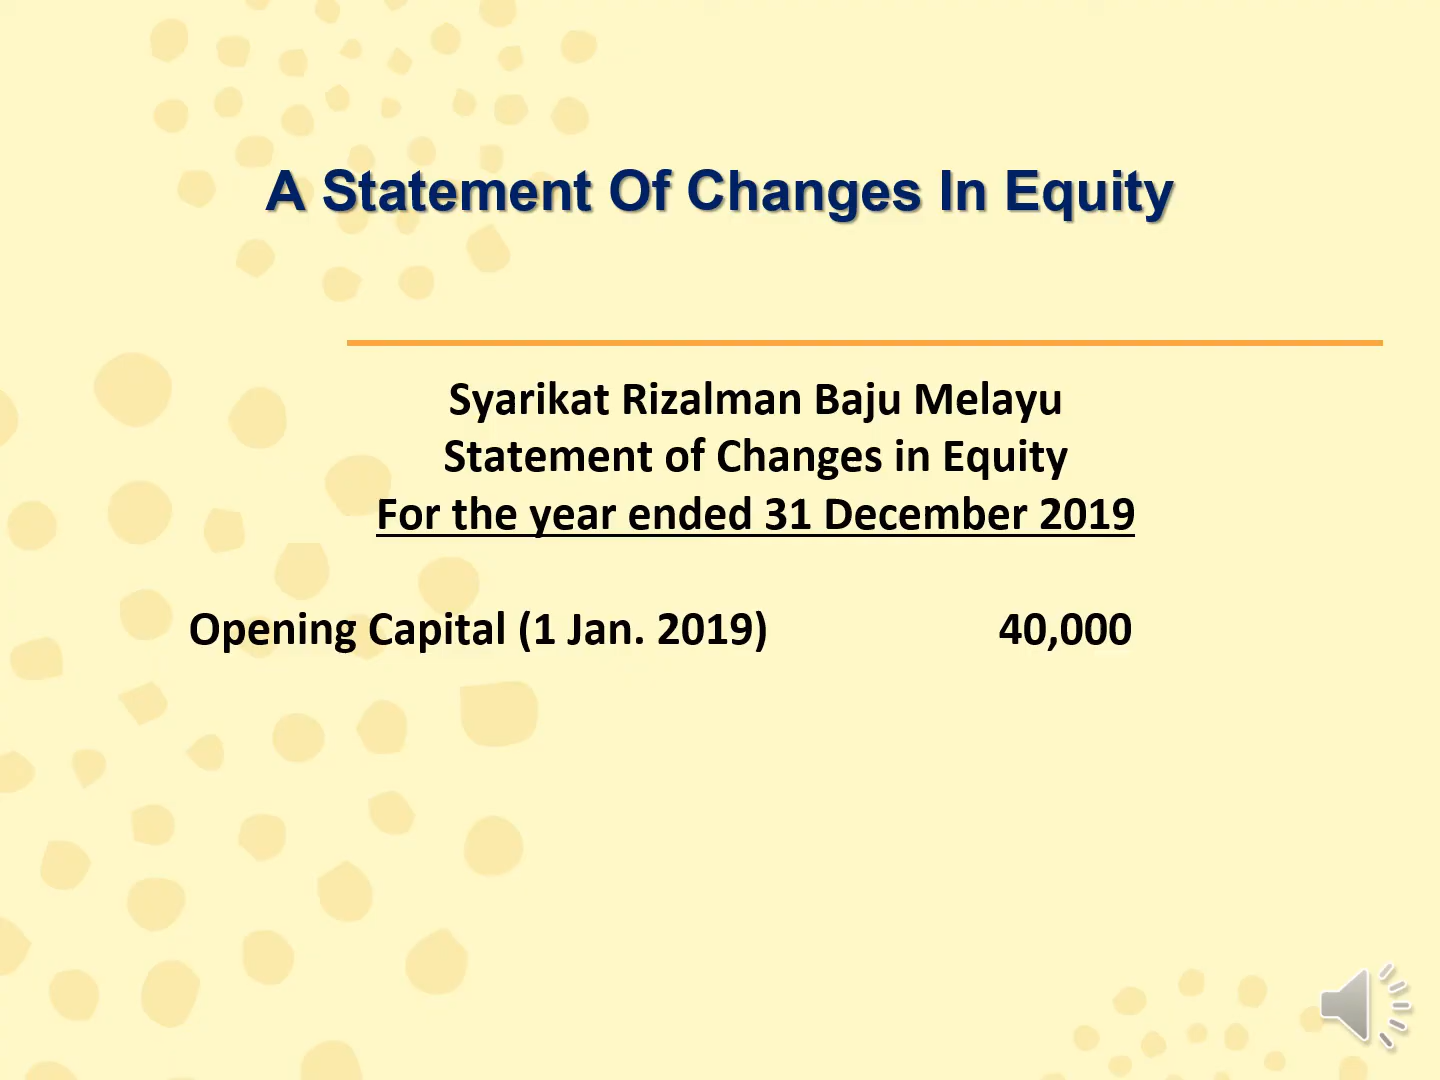 A Statement Of Changes In Equity
Syarikat Rizalman Baju Melayu
Statement of Changes in Equity
For the year ended 31 December 2019
Opening Capital (1 Jan. 2019) 40,000